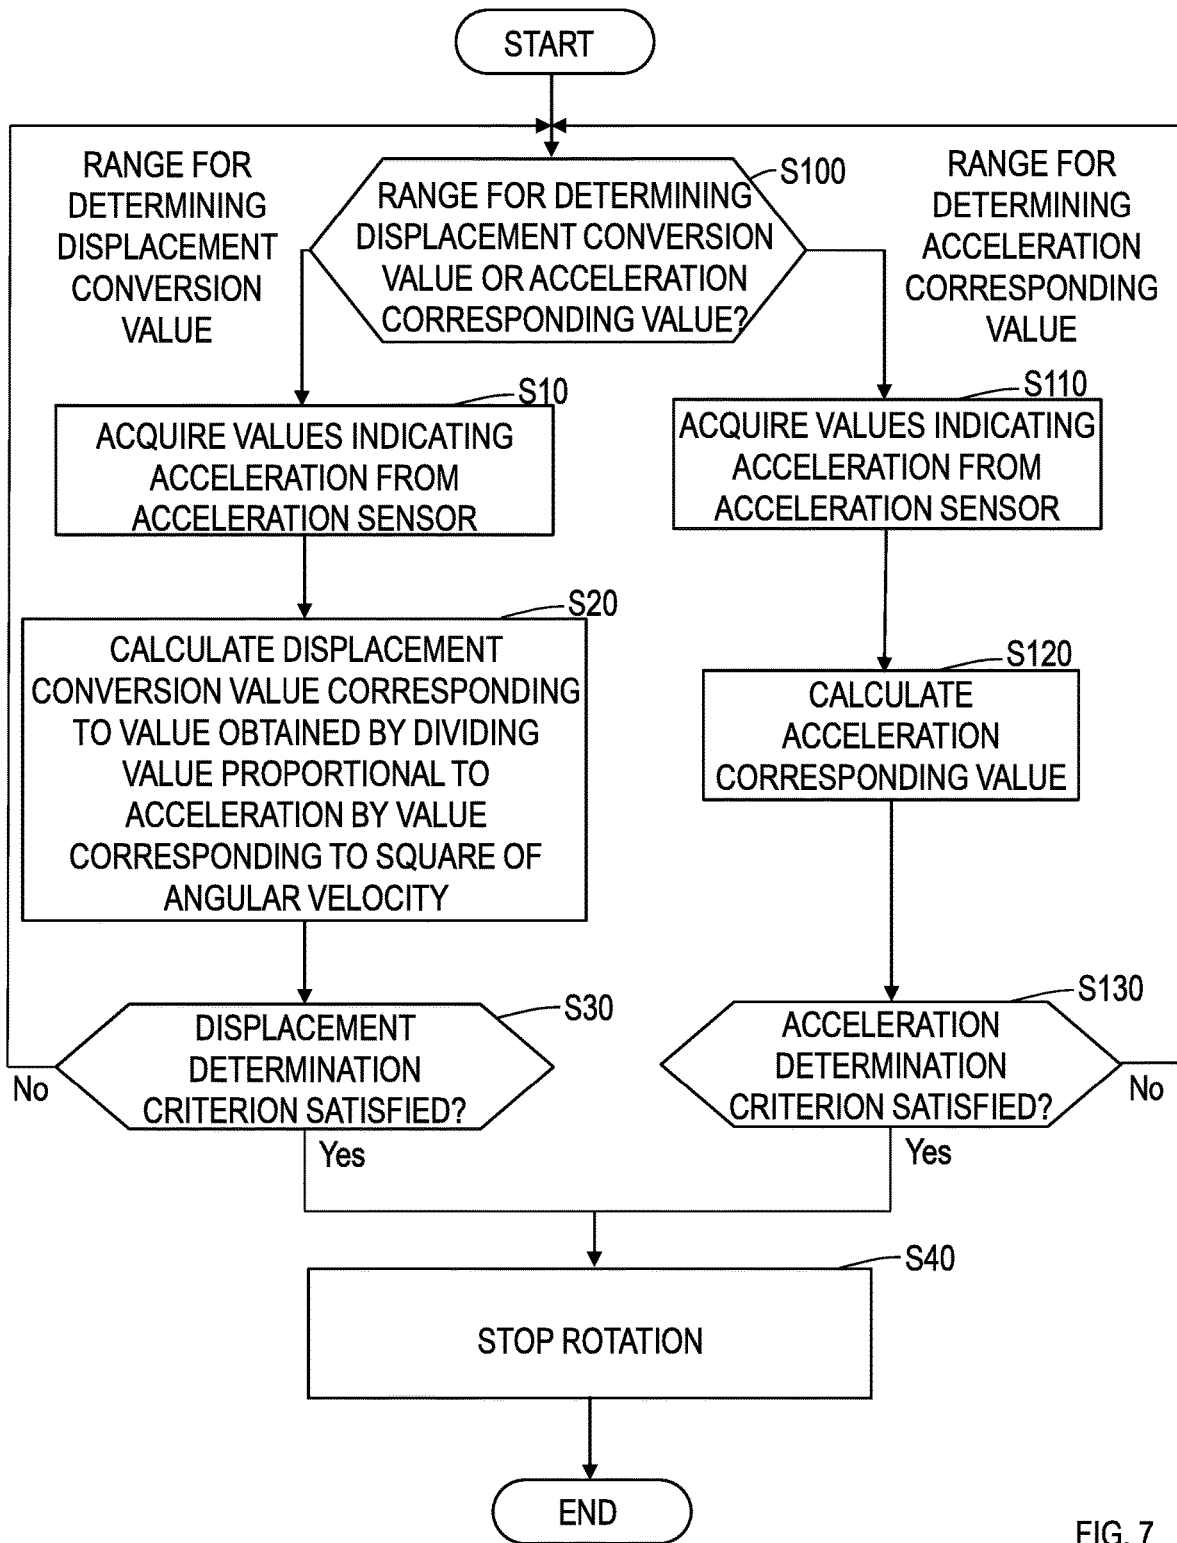 START
RANGE FOR
DETERMINING
DISPLACEMENT
CONVERSION
VALUE
S100
RANGE FOR DETERMINING
DISPLACEMENT CONVERSION
VALUE OR ACCELERATION
CORRESPONDING VALUE?
RANGE FOR
DETERMINING
ACCELERATION
CORRESPONDING
VALUE
S10
ACQUIRE VALUES INDICATING
ACCELERATION FROM
ACCELERATION SENSOR
S110
ACQUIRE VALUES INDICATING
ACCELERATION FROM
ACCELERATION SENSOR
S20
CALCULATE DISPLACEMENT
CONVERSION VALUE CORRESPONDING
TO VALUE OBTAINED BY DIVIDING
VALUE PROPORTIONAL TO
ACCELERATION BY VALUE
CORRESPONDING TO SQUARE OF
ANGULAR VELOCITY
S120
CALCULATE
ACCELERATION
CORRESPONDING VALUE
S30
DISPLACEMENT
DETERMINATION
CRITERION SATISFIED?
No
Yes
S130
ACCELERATION
DETERMINATION
CRITERION SATISFIED?
No
Yes
S40
STOP ROTATION
END
FIG. 7